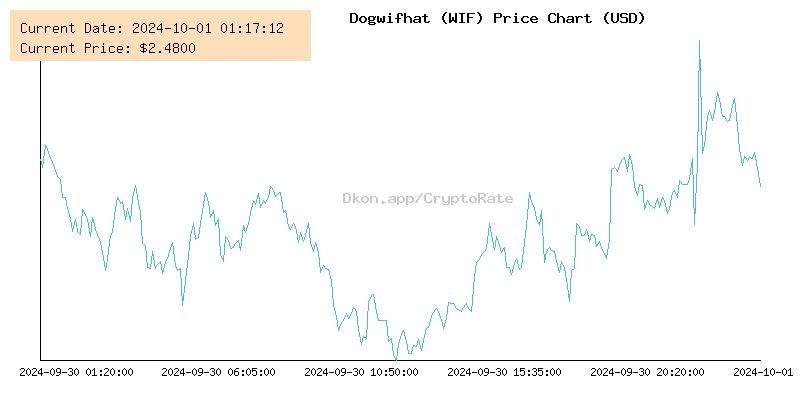 Dogwifhat (WIF) Price Chart (USD)
Current Date: 2024-10-01 01:17:12
Current Price: $2.4800
Dkon.app/CryptoRate
2024-09-30 01:20:00 2024-09-30 06:05:00 2024-09-30 10:50:00 2024-09-30 15:35:00 2024-09-30 20:20:00 2024-10-01